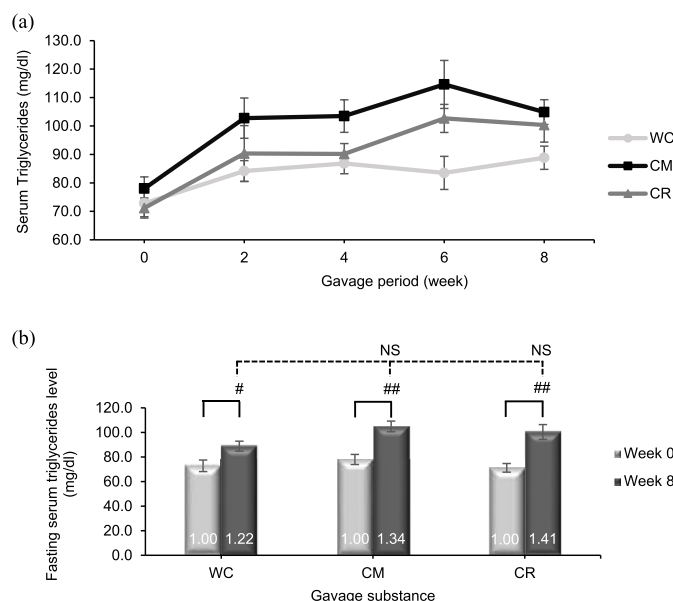 (a)
130.0
120.0
110.0
100.0
90.0
80.0
70.0
60.0
Serum Triglycerides (mg/dl)
0 2 4 6 8
Gavage period (week)
WC
CM
CR
(b)
NS NS
# ## ##
120.0
100.0
80.0
60.0
40.0
20.0
0.0
Fasting serum triglycerides level
(mg/dl)
1.00 1.22 1.00 1.34 1.00 1.41
WC CM CR
Gavage substance
Week 0
Week 8